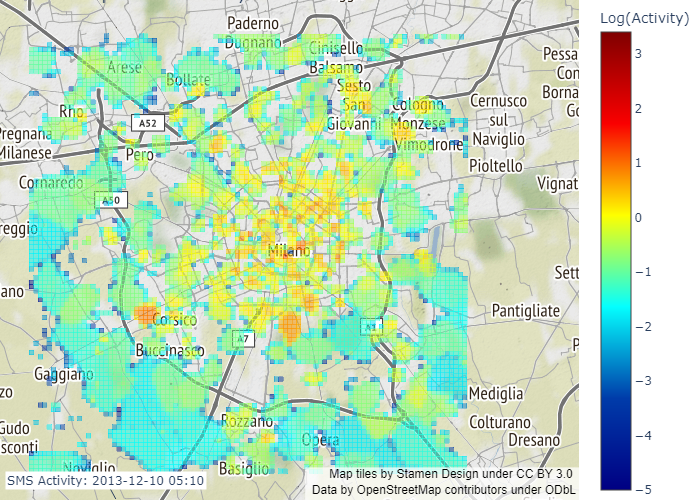 Paderno
Dugnano
Cinisello
Balsamo
Arese
Bollate
Sesto
San
Giovanni
Cologno
Monzese
Vimodrone
Cernusco
sul
Naviglio
Pioltello
Vignat
Pessa
Con
Borna
Go
Rho
A52
Pregnana
Milanese
Pero
Cornaredo
A50
reggio
Milano
Sett
ano
Corsico
Pantigliate
A7
Buccinasco
P
Gaggiano
zo
Mediglia
Rozzano
Colturano
Dresano
Gudo
sconti
Opera
Noviglio
Basiglio
SMS Activity: 2013-12-10 05:10
Map tiles by Stamen Design under CC BY 3.0
Data by OpenStreetMap contributors under ODbL
Log(Activity)
3
2
1
0
−1
−2
−3
−4
−5